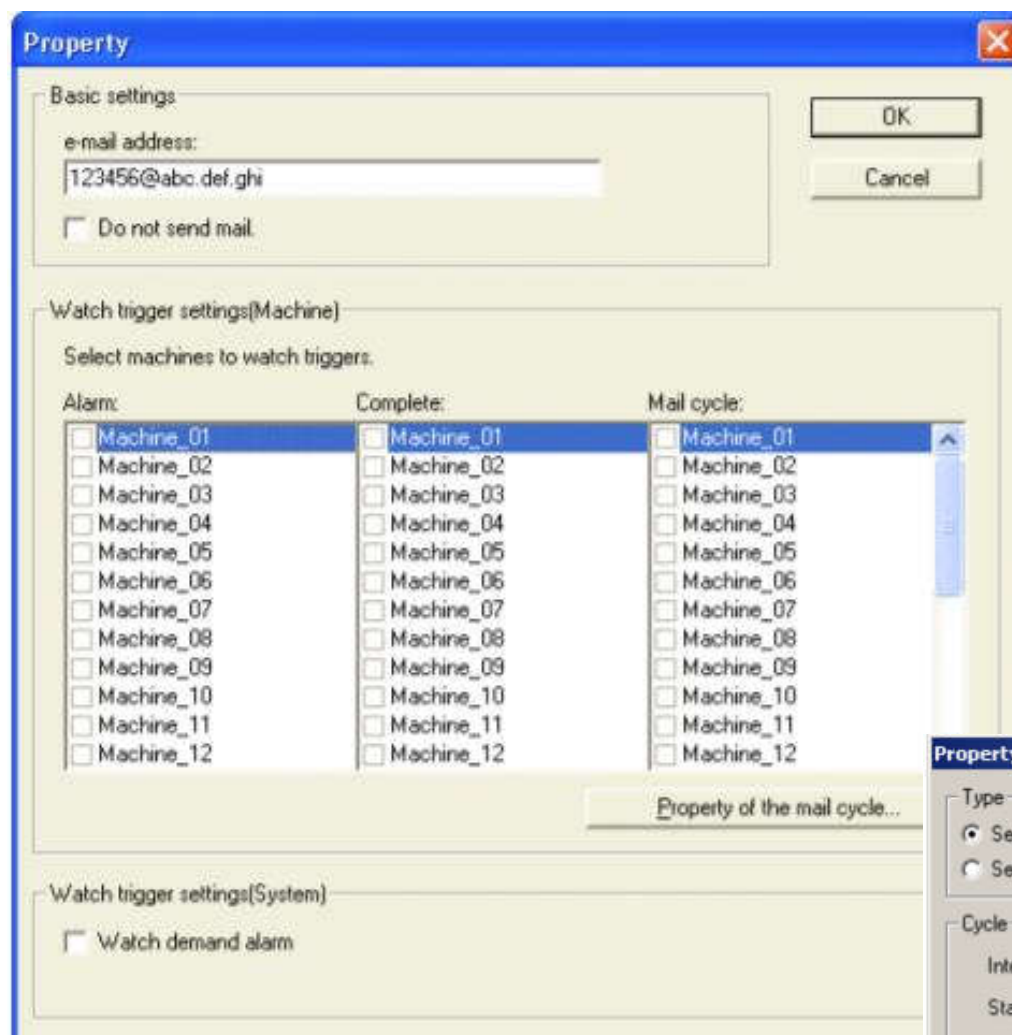 Property
Basic settings
OK
e-mail address:
123456@abc.def.ghi
Cancel
Do not send mail.
Watch trigger settings(Machine)
Select machines to watch triggers.
Alarm: Complete: Mail cycle:
Machine_01 Machine_01 Machine_01
Machine_02 Machine_02 Machine_02
Machine_03 Machine_03 Machine_03
Machine_04 Machine_04 Machine_04
Machine_05 Machine_05 Machine_05
Machine_06 Machine_06 Machine_06
Machine_07 Machine_07 Machine_07
Machine_08 Machine_08 Machine_08
Machine_09 Machine_09 Machine_09
Machine_10 Machine_10 Machine_10
Machine_11 Machine_11 Machine_11
Machine_12 Machine_12 Machine_12
Property of the mail cycle...
Watch trigger settings(System)
Watch demand alarm
Property
Type
Cycle